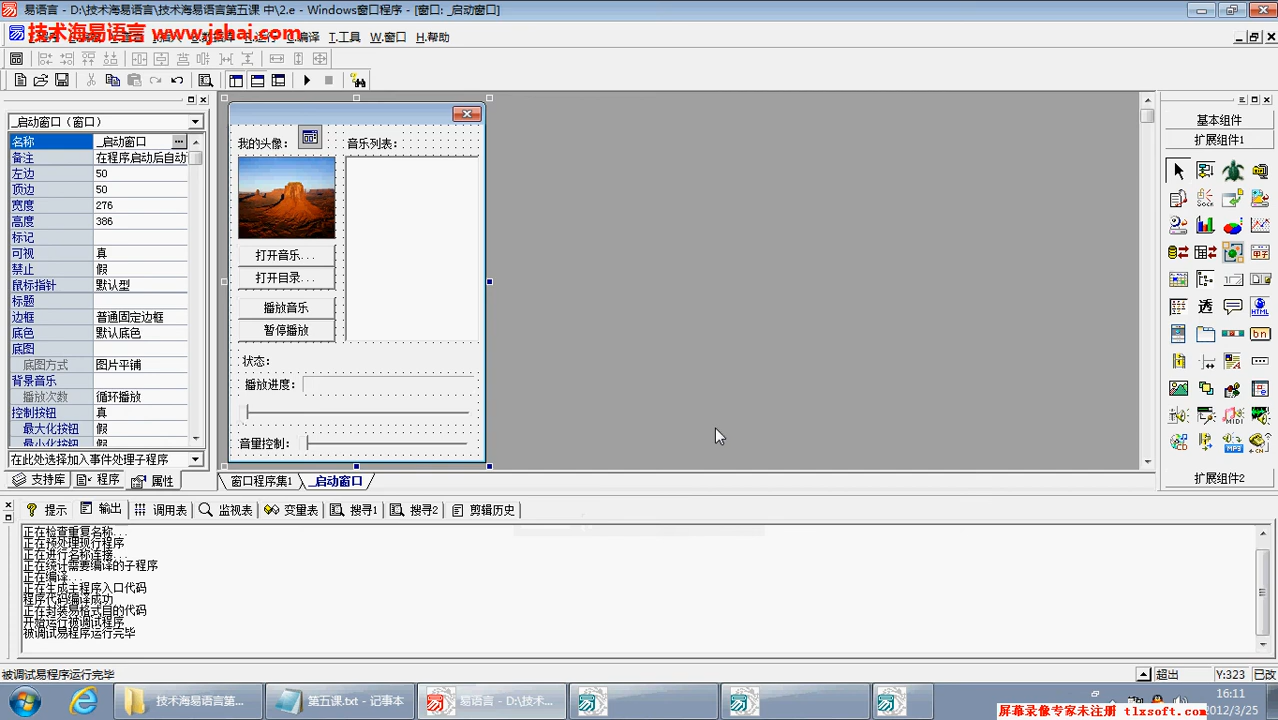 易语言 - D:\技术海易语言\技术海易语言第五课 中\2.e - Windows窗口程序 - [窗口: _启动窗口]
技术海易语言 www.jshai.com
T.工具 W.窗口 H.帮助
_启动窗口（窗口）
名称 _启动窗口
备注 在程序启动后自动
左边 50
顶边 50
宽度 276
高度 386
标记
可视 真
禁止 假
鼠标指针 默认型
标题
边框 普通固定边框
底色 默认底色
底图
底图方式 图片平铺
背景音乐
播放次数 循环播放
控制按钮 真
最大化按钮 假
最小化按钮 假
在此处选择加入事件处理子程序
支持库 程序 属性
我的头像: 音乐列表:
打开音乐...
打开目录...
播放音乐
暂停播放
状态:
播放进度:
音量控制:
窗口程序集1 _启动窗口
基本组件
扩展组件1
扩展组件2
提示 输出 调用表 监视表 变量表 搜寻1 搜寻2 剪辑历史
正在检查重复名称...
正在预处理现行程序
正在进行名称连接...
正在统计需要编译的子程序
正在编译...
正在生成主程序入口代码
程序代码编译成功
正在封装易格式目的代码
开始运行被调试程序
被调试易程序运行完毕
被调试易程序运行完毕
超出 Y:323 已改
技术海易语言第... 第五课.txt - 记事本 易语言 - D:\技术...
16:11
2012/3/25
屏幕录像专家未注册 tlxsoft.com